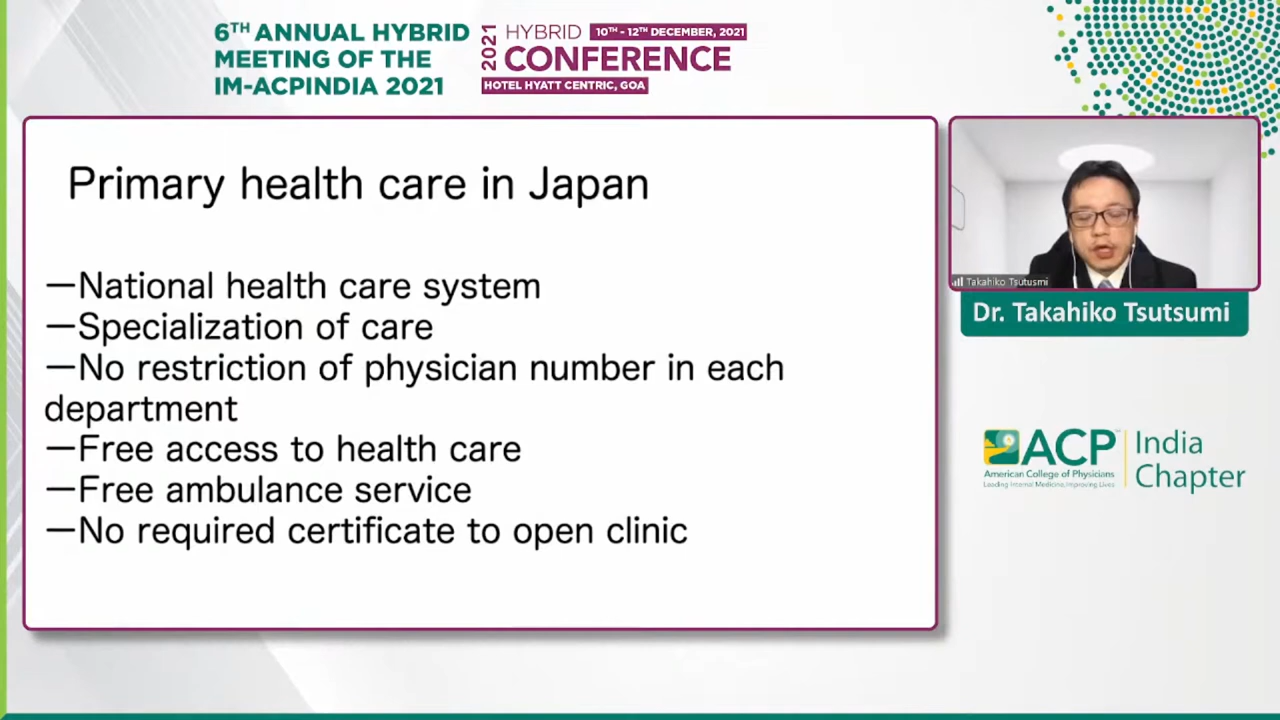 6TH ANNUAL HYBRID
MEETING OF THE
IM-ACPINDIA 2021
2021
HYBRID
10TH - 12TH DECEMBER, 2021
CONFERENCE
HOTEL HYATT CENTRIC, GOA
Primary health care in Japan
—National health care system
—Specialization of care
—No restriction of physician number in each
department
—Free access to health care
—Free ambulance service
—No required certificate to open clinic
Takahiko Tsutusmi
Dr. Takahiko Tsutsumi
ACP
American College of Physicians
Leading Internal Medicine, Improving Lives
India
Chapter